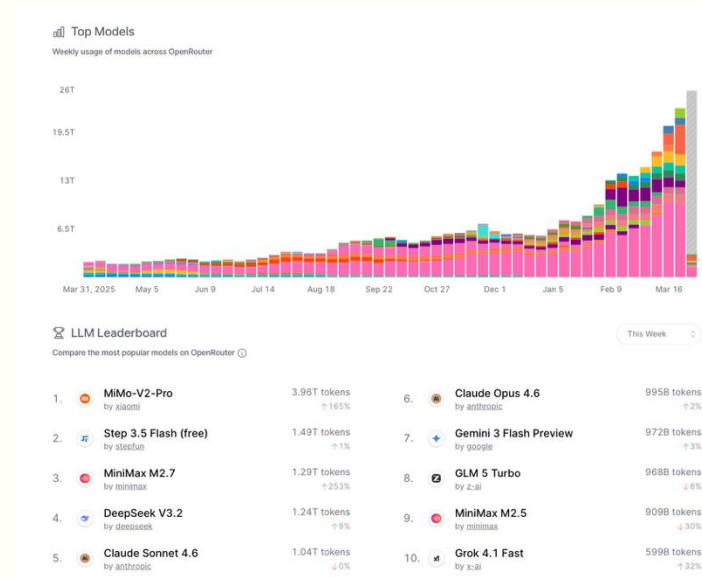 Top Models
Weekly usage of models across OpenRouter
26T
19.5T
13T
6.5T
Mar 31, 2025 May 5 Jun 9 Jul 14 Aug 18 Sep 22 Oct 27 Dec 1 Jan 5 Feb 9 Mar 16
LLM Leaderboard
This Week
Compare the most popular models on OpenRouter
1. MiMo-V2-Pro 3.96T tokens
by xiaomi ↑165%
2. Step 3.5 Flash (free) 1.49T tokens
by stepfun ↑1%
3. MiniMax M2.7 1.29T tokens
by minimax ↑253%
4. DeepSeek V3.2 1.24T tokens
by deepseek ↑9%
5. Claude Sonnet 4.6 1.04T tokens
by anthropic ↓0%
6. Claude Opus 4.6 995B tokens
by anthropic ↑2%
7. Gemini 3 Flash Preview 972B tokens
by google ↑3%
8. GLM 5 Turbo 968B tokens
by z-ai ↓6%
9. MiniMax M2.5 909B tokens
by minimax ↓30%
10. Grok 4.1 Fast 599B tokens
by x-ai ↑32%